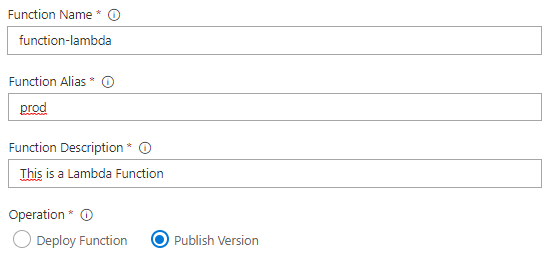 Function Name *
function-lambda
Function Alias *
prod
Function Description *
This is a Lambda Function
Operation *
Deploy Function Publish Version